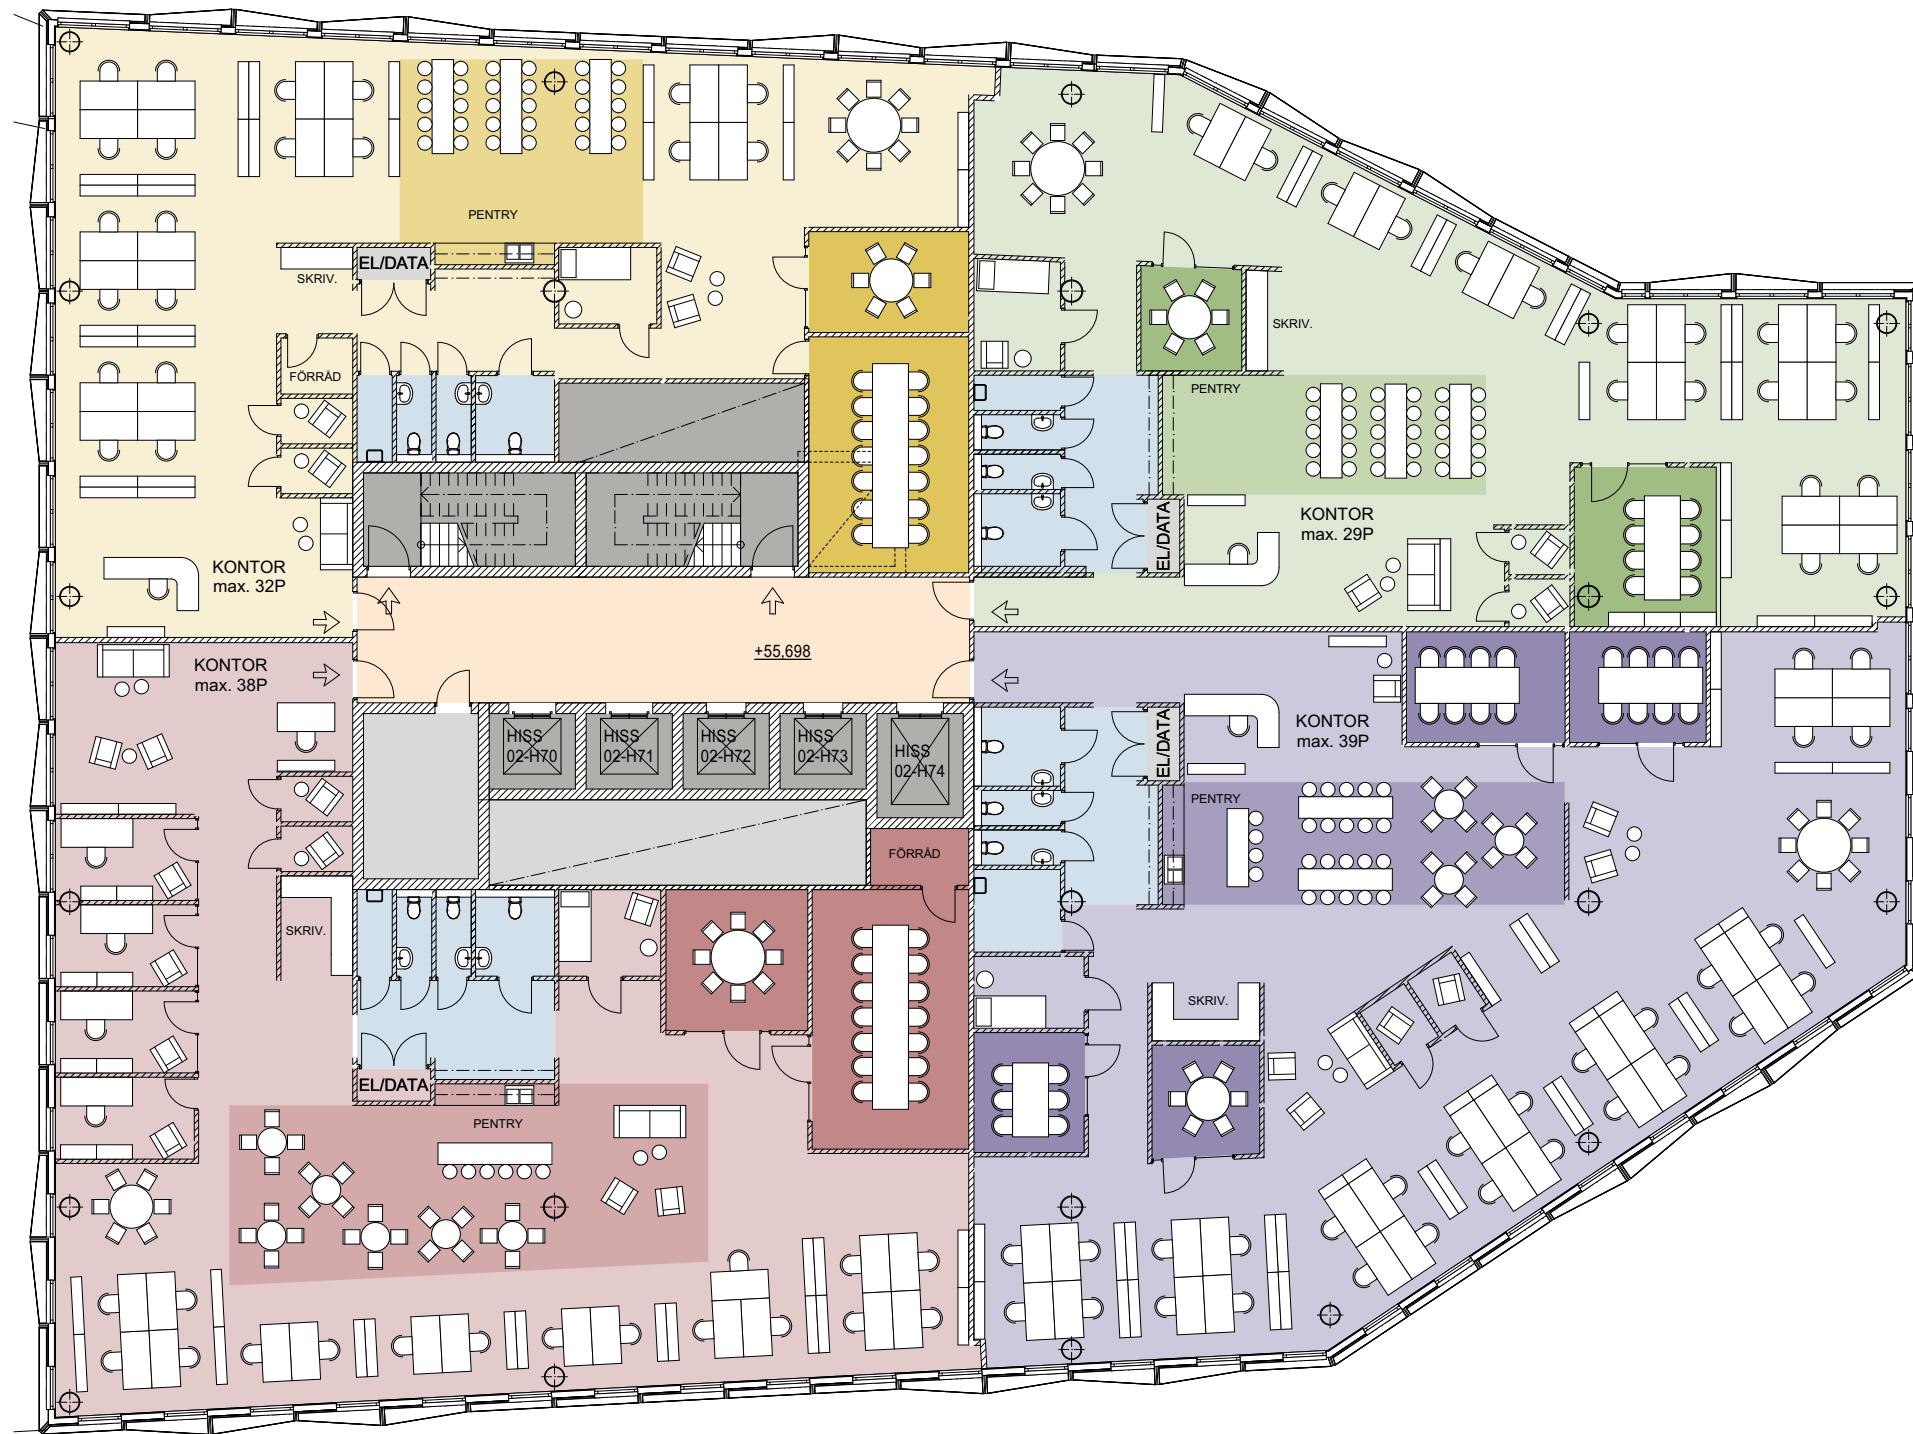 PENTRY
EL/DATA
SKRIV.
SKRIV.
FÖRRÅD
PENTRY
KONTOR
max. 29P
EL/DATA
KONTOR
max. 32P
+55,698
KONTOR
max. 38P
KONTOR
max. 39P
EL/DATA
HISS
02-H70
HISS
02-H71
HISS
02-H72
HISS
02-H73
HISS
02-H74
PENTRY
FÖRRÅD
SKRIV.
SKRIV.
EL/DATA
PENTRY